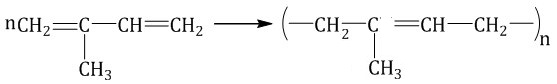 nCH₂=C—CH=CH₂ ⟶ (—CH₂—C=CH—CH₂—)n
CH₃ CH₃